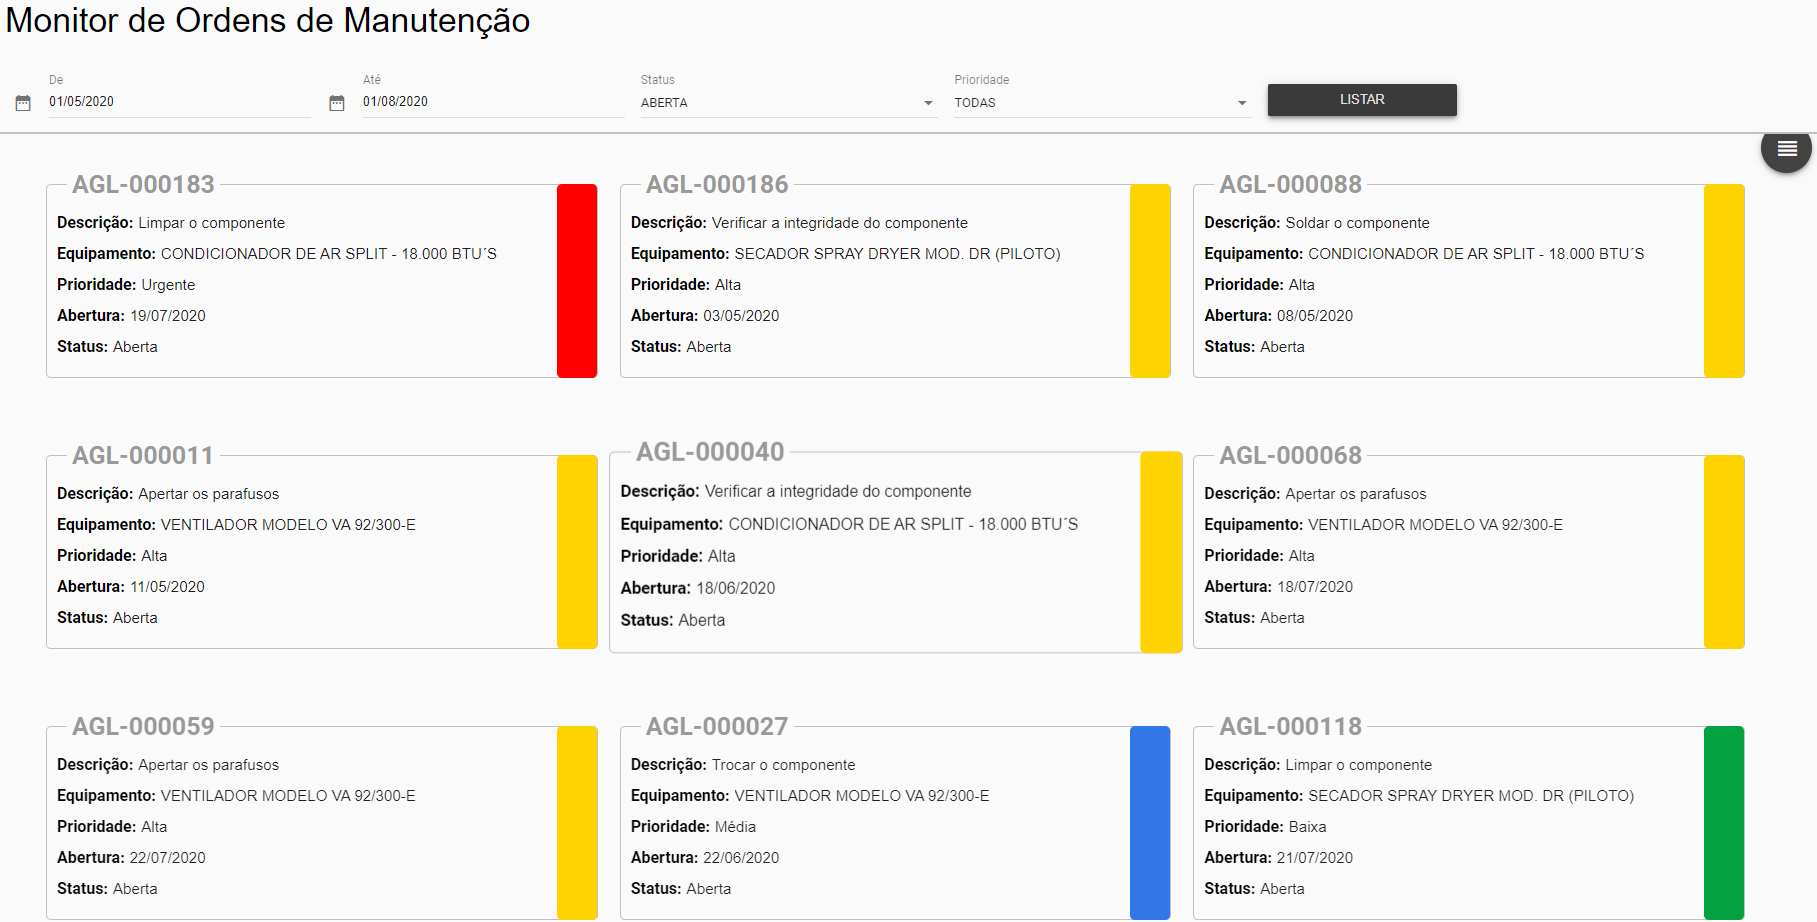 Monitor de Ordens de Manutenção
De
01/05/2020
Até
01/08/2020
Status
ABERTA
Prioridade
TODAS
LISTAR
AGL-000183
Descrição: Limpar o componente
Equipamento: CONDICIONADOR DE AR SPLIT - 18.000 BTU´S
Prioridade: Urgente
Abertura: 19/07/2020
Status: Aberta
AGL-000186
Descrição: Verificar a integridade do componente
Equipamento: SECADOR SPRAY DRYER MOD. DR (PILOTO)
Prioridade: Alta
Abertura: 03/05/2020
Status: Aberta
AGL-000088
Descrição: Soldar o componente
Equipamento: CONDICIONADOR DE AR SPLIT - 18.000 BTU´S
Prioridade: Alta
Abertura: 08/05/2020
Status: Aberta
AGL-000011
Descrição: Apertar os parafusos
Equipamento: VENTILADOR MODELO VA 92/300-E
Prioridade: Alta
Abertura: 11/05/2020
Status: Aberta
AGL-000040
Descrição: Verificar a integridade do componente
Equipamento: CONDICIONADOR DE AR SPLIT - 18.000 BTU´S
Prioridade: Alta
Abertura: 18/06/2020
Status: Aberta
AGL-000068
Descrição: Apertar os parafusos
Equipamento: VENTILADOR MODELO VA 92/300-E
Prioridade: Alta
Abertura: 18/07/2020
Status: Aberta
AGL-000059
Descrição: Apertar os parafusos
Equipamento: VENTILADOR MODELO VA 92/300-E
Prioridade: Alta
Abertura: 22/07/2020
Status: Aberta
AGL-000027
Descrição: Trocar o componente
Equipamento: VENTILADOR MODELO VA 92/300-E
Prioridade: Média
Abertura: 22/06/2020
Status: Aberta
AGL-000118
Descrição: Limpar o componente
Equipamento: SECADOR SPRAY DRYER MOD. DR (PILOTO)
Prioridade: Baixa
Abertura: 21/07/2020
Status: Aberta